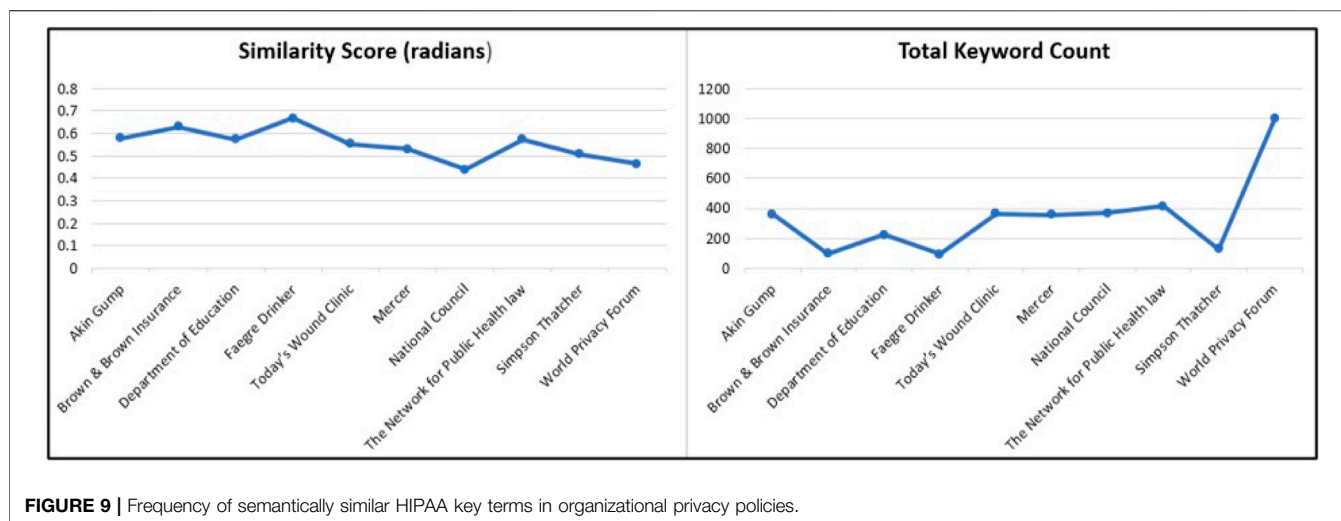 Similarity Score (radians)
0.8
0.7
0.6
0.5
0.4
0.3
0.2
0.1
0
Akin Gump
Brown & Brown Insurance
Department of Education
Faegre Drinker
Today's Wound Clinic
Mercer
National Council
The Network for Public Health law
Simpson Thatcher
World Privacy Forum
Total Keyword Count
1200
1000
800
600
400
200
0
Akin Gump
Brown & Brown Insurance
Department of Education
Faegre Drinker
Today's Wound Clinic
Mercer
National Council
The Network for Public Health law
Simpson Thatcher
World Privacy Forum
FIGURE 9 | Frequency of semantically similar HIPAA key terms in organizational privacy policies.